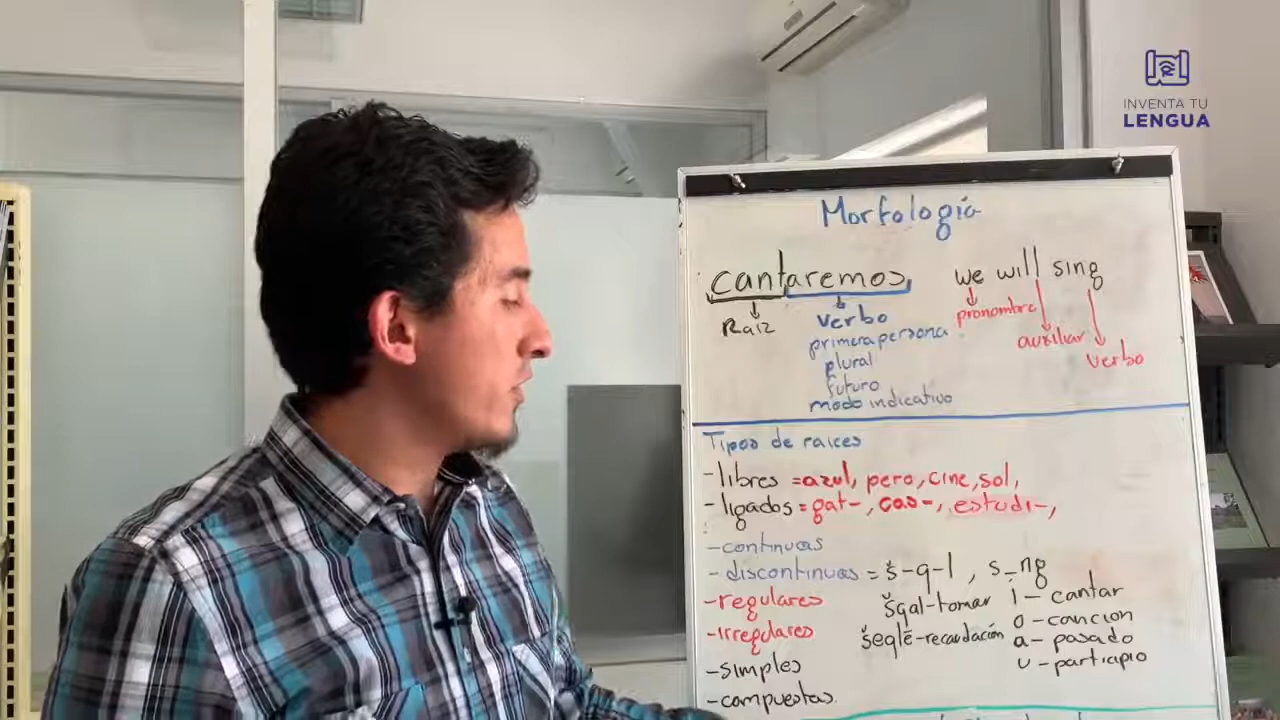 INVENTA TU
LENGUA
Morfología
cantaremos we will sing
Raiz
verbo
primera persona
plural
futuro
modo indicativo
pronombre
auxiliar
verbo
Tipos de raices
-libres = azul, pero, cine, sol,
-ligados = gat-, cas-, estudi-,
-continuas
-discontinuas = š-q-l, s_ng
-regulares
-irregulares
-simples
-compuestas.
šqal-tomar
šeqle-recaudación
i - cantar
o - cancion
a - pasado
u - participio